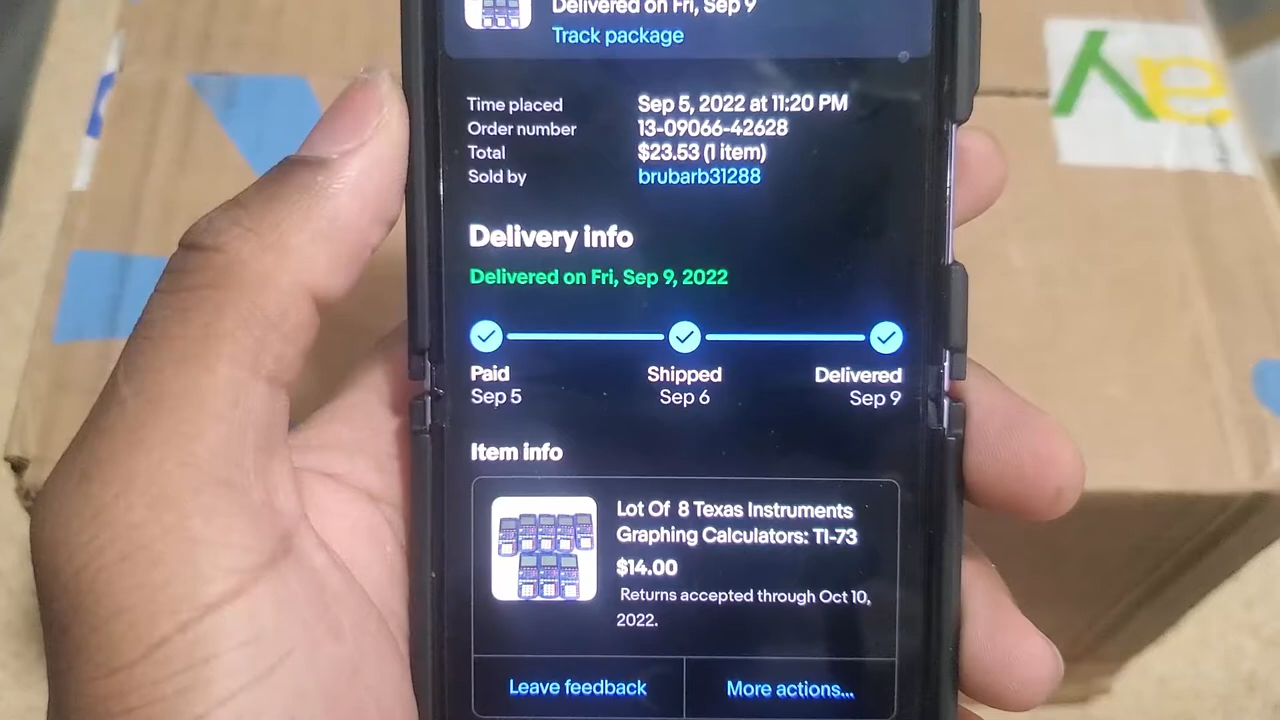 Delivered on Fri, Sep 9
Track package
Time placed Sep 5, 2022 at 11:20 PM
Order number 13-09066-42628
Total $23.53 (1 item)
Sold by brubarb31288
Delivery info
Delivered on Fri, Sep 9, 2022
Paid Shipped Delivered
Sep 5 Sep 6 Sep 9
Item info
Lot Of 8 Texas Instruments
Graphing Calculators: TI-73
$14.00
Returns accepted through Oct 10,
2022.
Leave feedback More actions...
ay